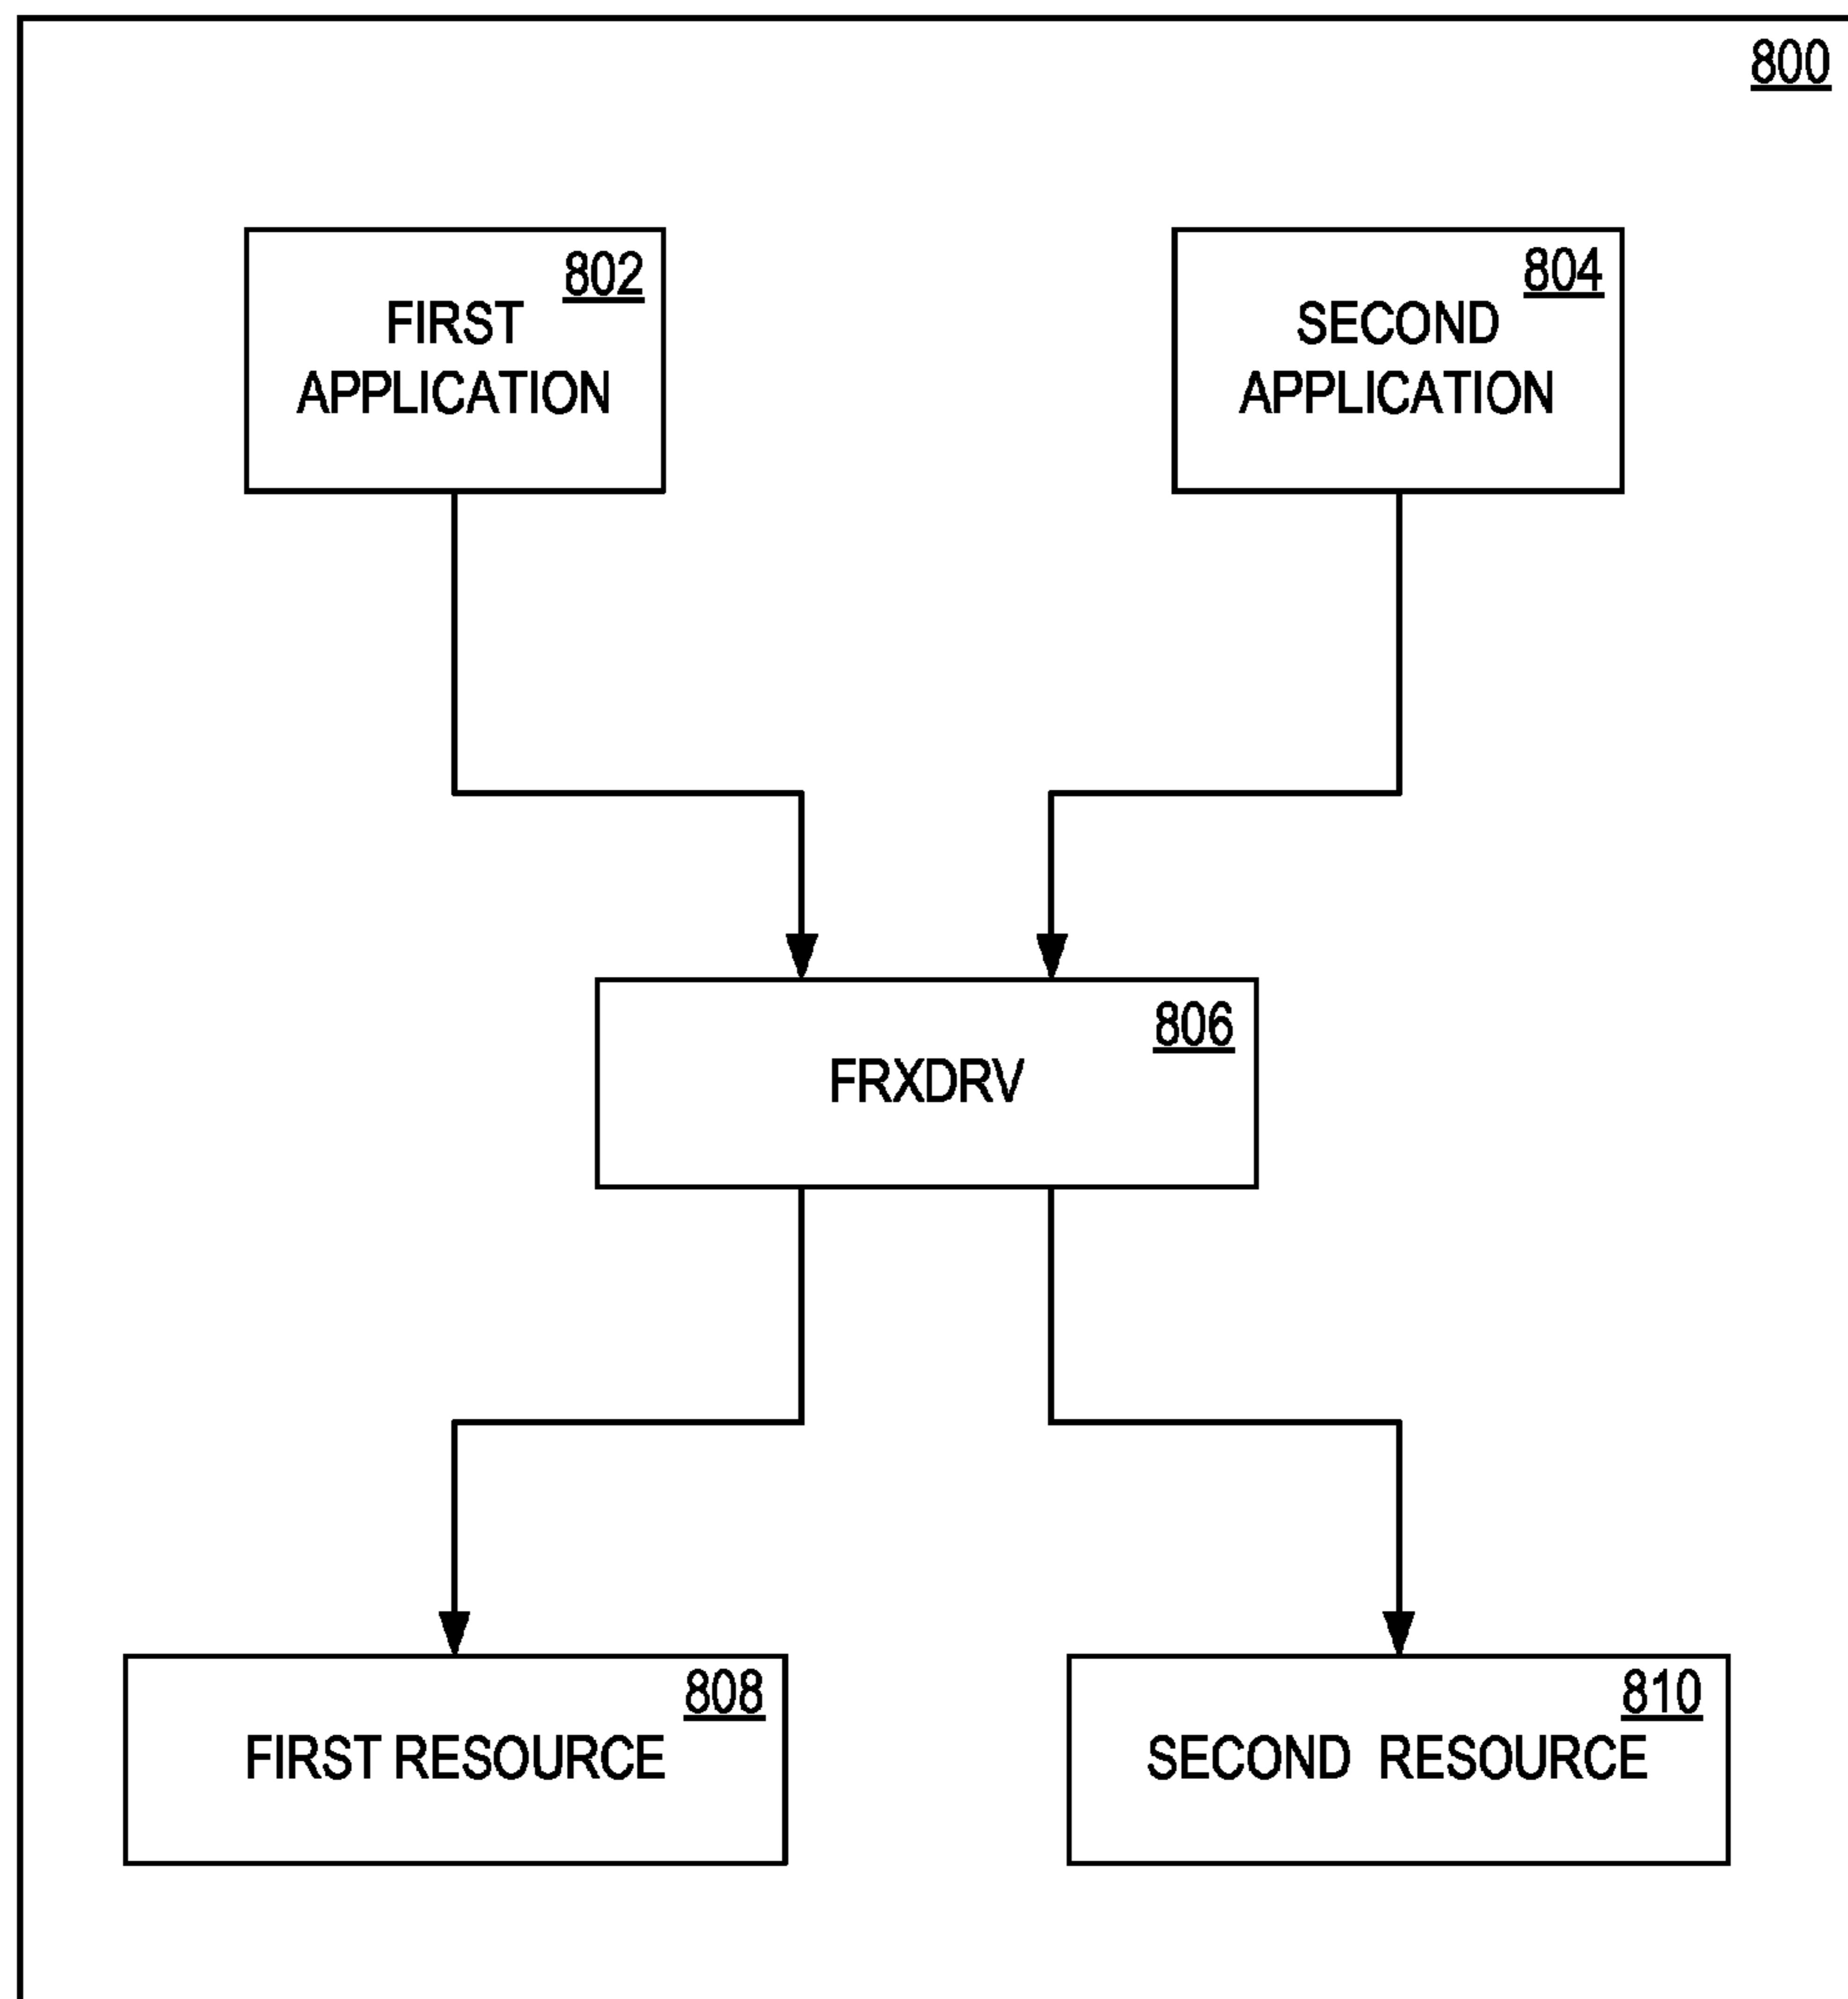 800
802
FIRST
APPLICATION
804
SECOND
APPLICATION
806
FRXDRV
808
FIRST RESOURCE
810
SECOND RESOURCE